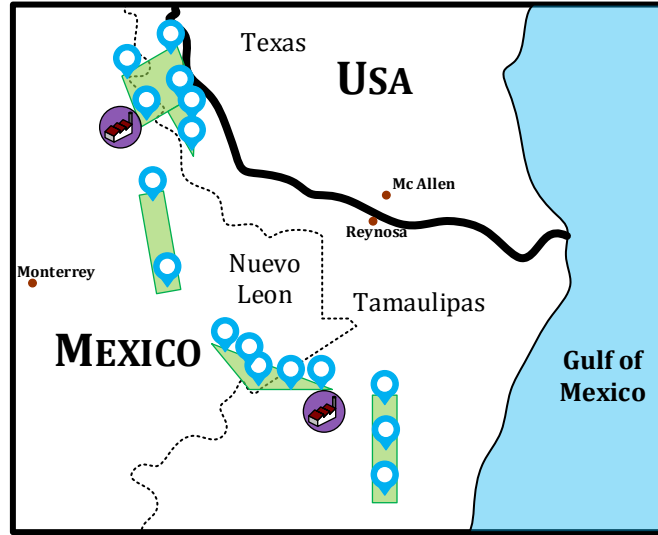 Texas
USA
Mc Allen
Reynosa
Monterrey
Nuevo
Leon
Tamaulipas
MEXICO
Gulf of
Mexico